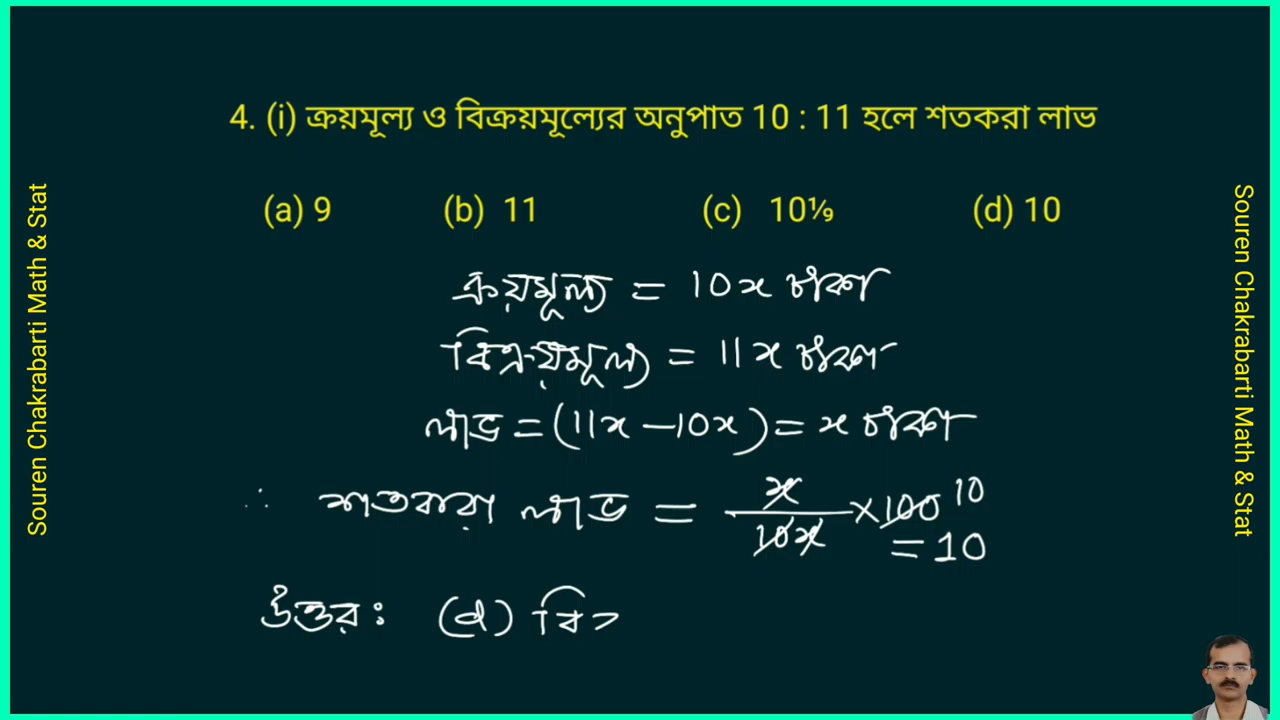 4. (i) ক্রয়মূল্য ও বিক্রয়মূল্যের অনুপাত 10 : 11 হলে শতকরা লাভ
(a) 9 (b) 11 (c) 10⅑ (d) 10
ক্রয়মূল্য = 10x টাকা
বিক্রয়মূল্য = 11x টাকা
লাভ = (11x – 10x) = x টাকা
∴ শতকরা লাভ = x/10x × 100 10
= 10
উত্তরঃ (d) বি
Souren Chakrabarti Math & Stat
Souren Chakrabarti Math & Stat